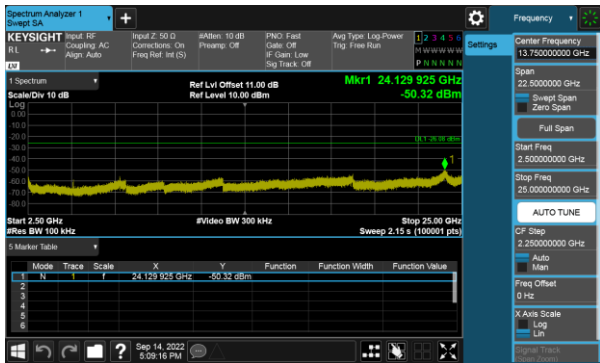 Spectrum Analyzer 1
Swept SA
KEYSIGHT
RL
Input: RF
Coupling: AC
Align: Auto
Input Z: 50 Ω
Corrections: On
Freq Ref: Int (S)
#Atten: 10 dB
Preamp: Off
PNO: Fast
Gate: Off
IF Gain: Low
Sig Track: Off
Avg Type: Log-Power
Trig: Free Run
1 2 3 4 5 6
M W W W W W
P N N N N N
1 Spectrum
Scale/Div 10 dB
Ref Lvl Offset 11.00 dB
Ref Level 10.00 dBm
Mkr1 24.129 925 GHz
-50.32 dBm
Log
0.00
-10.0
-20.0
-30.0
-40.0
-50.0
-60.0
-70.0
-80.0
1
Start 2.50 GHz
#Res BW 100 kHz
#Video BW 300 kHz
Stop 25.00 GHz
Sweep 2.15 s (100001 pts)
5 Marker Table
Mode Trace Scale X Y Function Function Width Function Value
1 N 1 f 24.129 925 GHz -50.32 dBm
2
3
4
5
6
Sep 14, 2022
5:09:16 PM
Frequency
Settings
Center Frequency
13.75000000 GHz
Span
22.5000000 GHz
Swept Span
Zero Span
Full Span
Start Freq
2.500000000 GHz
Stop Freq
25.000000000 GHz
AUTO TUNE
CF Step
2.250000000 GHz
Auto
Man
Freq Offset
0 Hz
X Axis Scale
Log
Lin
Signal Track
(Span Zoom)